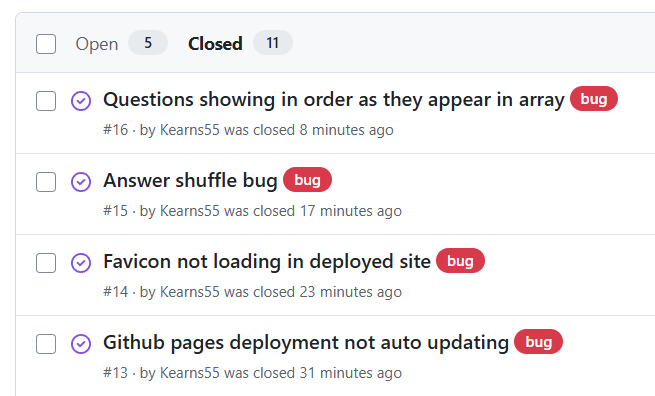 Open 5 Closed 11
Questions showing in order as they appear in array bug
#16 · by Kearns55 was closed 8 minutes ago
Answer shuffle bug bug
#15 · by Kearns55 was closed 17 minutes ago
Favicon not loading in deployed site bug
#14 · by Kearns55 was closed 23 minutes ago
Github pages deployment not auto updating bug
#13 · by Kearns55 was closed 31 minutes ago